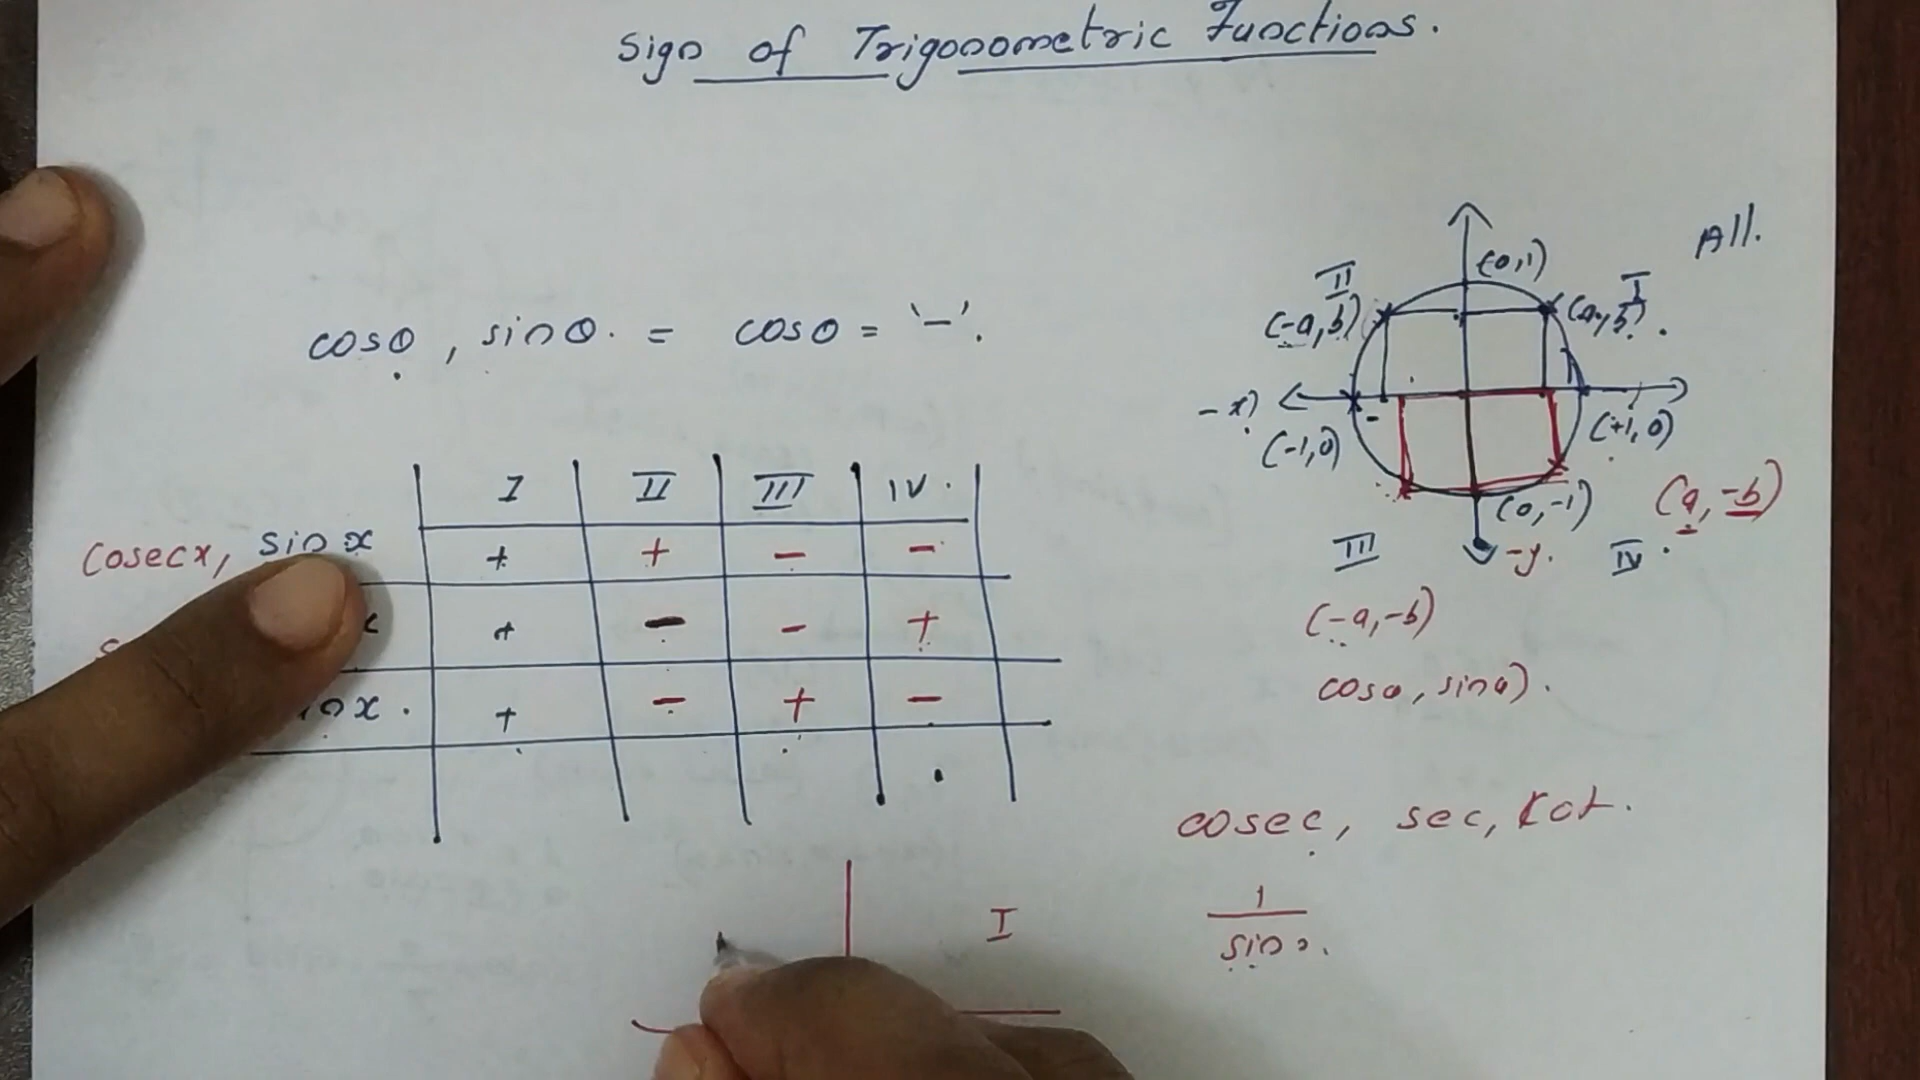 Sign of Trigonometric Functions.
All.
(0,1)
II
I
(-a,b)
(a,b).
cosθ, sinθ. = cosθ = '-'.
-x)
(-1,0)
(+1,0)
I II III IV.
(0,-1)
(a,-b)
cosecx, sinx + + - -
III
-y.
IV.
+ - - +
(-a,-b)
cosθ, sinθ).
x. + - + -
cosec, sec, cot.
I
1
sin